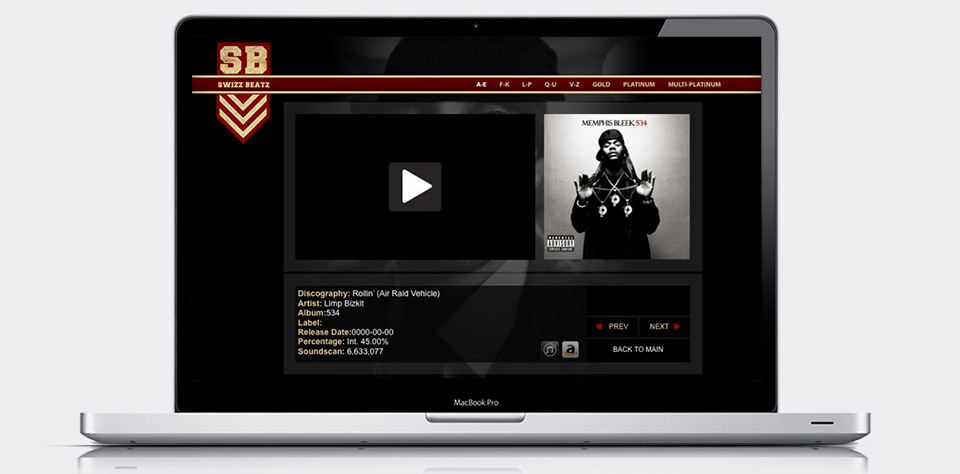 SB
SWIZZ BEATZ
A-E F-K L-P Q-U V-Z GOLD PLATINUM MULTI-PLATINUM
MEMPHIS BLEEK 534
PARENTAL
ADVISORY
EXPLICIT CONTENT
Discography: Rollin' (Air Raid Vehicle)
Artist: Limp Bizkit
Album:534
Label:
Release Date:0000-00-00
Percentage: Int. 45.00%
Soundscan: 6,633,077
PREV NEXT
a
BACK TO MAIN
MacBook Pro